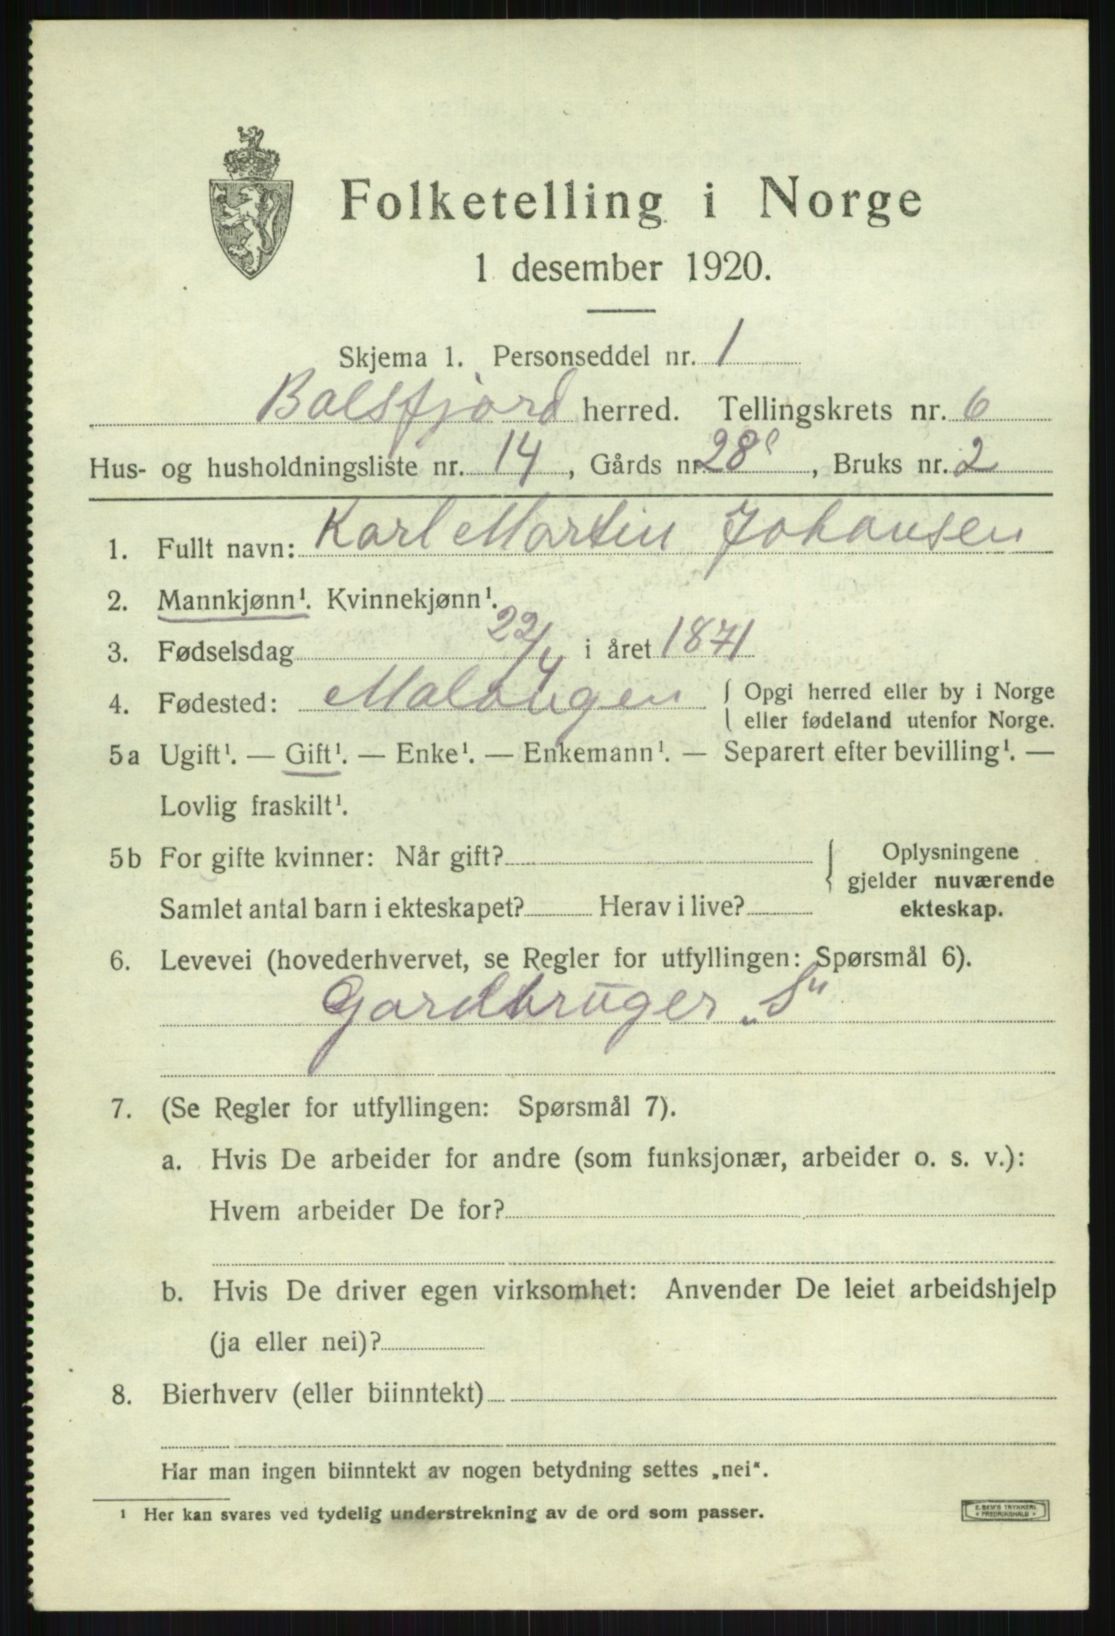 Folketelling i Norge
1 desember 1920.
Skjema 1. Personseddel nr. 1
Balsfjord herred. Tellingskrets nr. 6
Hus- og husholdningsliste nr. 14, Gårds nr. 28, Bruks nr. 2
1. Fullt navn: Karl Martin Johansen
2. Mannkjønn¹. Kvinnekjønn¹.
3. Fødselsdag 22/4 i året 1871
4. Fødested: Malangen { Opgi herred eller by i Norge
eller fødeland utenfor Norge.
5a Ugift¹. — Gift¹. — Enke¹. — Enkemann¹. — Separert efter bevilling¹. —
Lovlig fraskilt¹.
5b For gifte kvinner: Når gift? { Oplysningene
gjelder nuværende
Samlet antal barn i ekteskapet? Herav i live? ekteskap.
6. Levevei (hovederhvervet, se Regler for utfyllingen: Spørsmål 6).
Gardbruger „S“
7. (Se Regler for utfyllingen: Spørsmål 7).
a. Hvis De arbeider for andre (som funksjonær, arbeider o. s. v.):
Hvem arbeider De for?
b. Hvis De driver egen virksomhet: Anvender De leiet arbeidshjelp
(ja eller nei)?
8. Bierhverv (eller biinntekt)
Har man ingen biinntekt av nogen betydning settes „nei“.
¹ Her kan svares ved tydelig understrekning av de ord som passer.
E. SEM'S TRYKKERI
FREDRIKSHALD